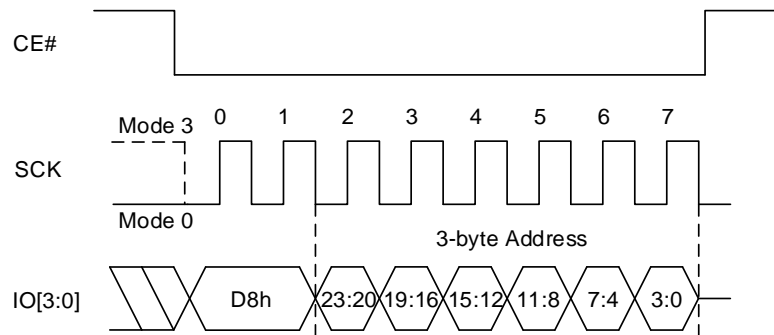 CE#
0 1 2 3 4 5 6 7
Mode 3
SCK
Mode 0
3-byte Address
IO[3:0] D8h 23:20 19:16 15:12 11:8 7:4 3:0